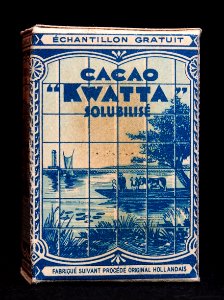 ÉCHANTILLON GRATUIT
CACAO
"KWATTA"
SOLUBILISÉ
FABRIQUÉ SUIVANT PROCÉDÉ ORIGINAL HOLLANDAIS